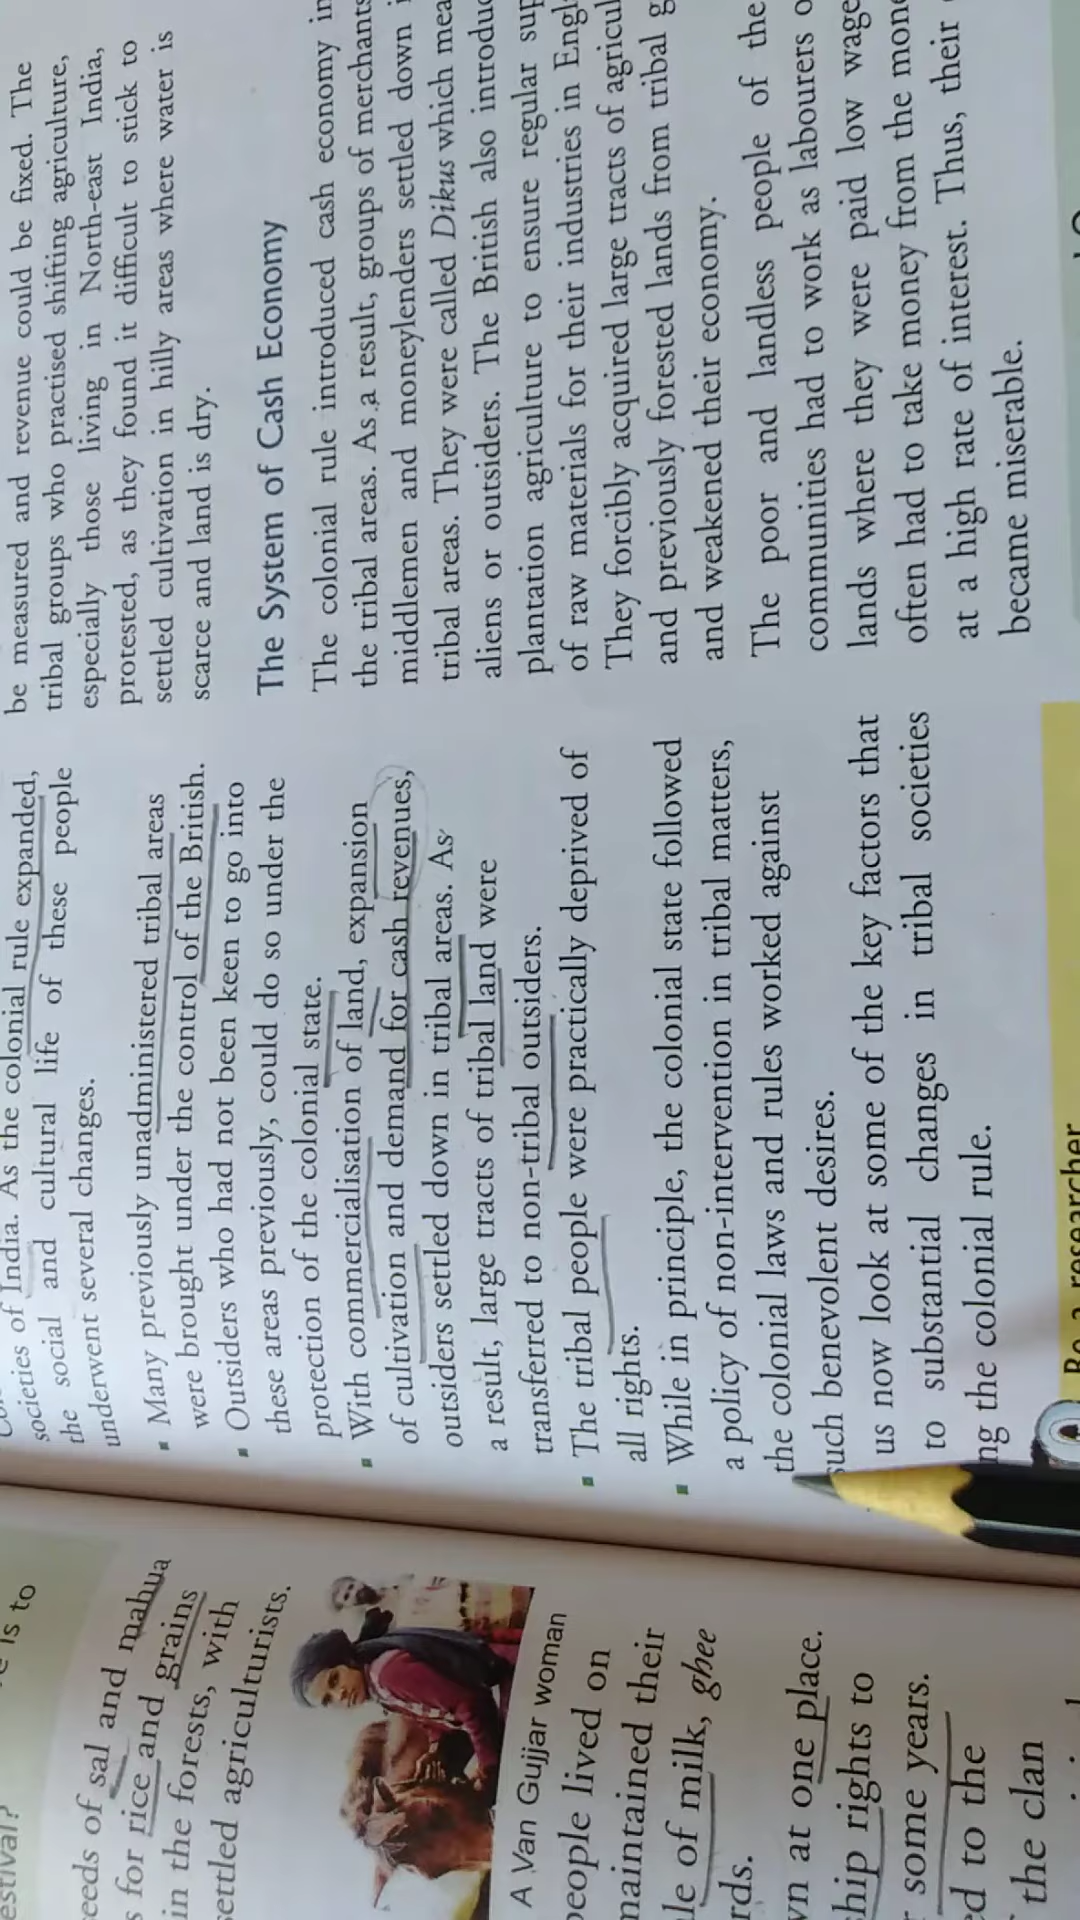 is to
estival?
seeds of sal and mahua
for rice and grains
in the forests, with
settled agriculturists.
A Van Gujjar woman
people lived on
maintained their
of milk, ghee
at one place.
rights to
some years.
to the
the clan
societies of India. As the colonial rule expanded,
the social and cultural life of these people
underwent several changes.
▪ Many previously unadministered tribal areas
were brought under the control of the British.
▪ Outsiders who had not been keen to go into
these areas previously, could do so under the
protection of the colonial state.
▪ With commercialisation of land, expansion
of cultivation and demand for cash revenues,
outsiders settled down in tribal areas. As
a result, large tracts of tribal land were
transferred to non-tribal outsiders.
▪ The tribal people were practically deprived of
all rights.
▪ While in principle, the colonial state followed
a policy of non-intervention in tribal matters,
the colonial laws and rules worked against
such benevolent desires.
us now look at some of the key factors that
to substantial changes in tribal societies
the colonial rule.
Be a researcher
be measured and revenue could be fixed. The
tribal groups who practised shifting agriculture,
especially those living in North-east India,
protested, as they found it difficult to stick to
settled cultivation in hilly areas where water is
scarce and land is dry.
The System of Cash Economy
The colonial rule introduced cash economy in
the tribal areas. As a result, groups of merchants
middlemen and moneylenders settled down
tribal areas. They were called Dikus which
aliens or outsiders. The British also
plantation agriculture to ensure regular
of raw materials for their industries in
They forcibly acquired large tracts of
and previously forested lands from tribal
and weakened their economy.
The poor and landless people of the
communities had to work as labourers
lands where they were paid low
often had to take money from the
at a high rate of interest. Thus, their
became miserable.